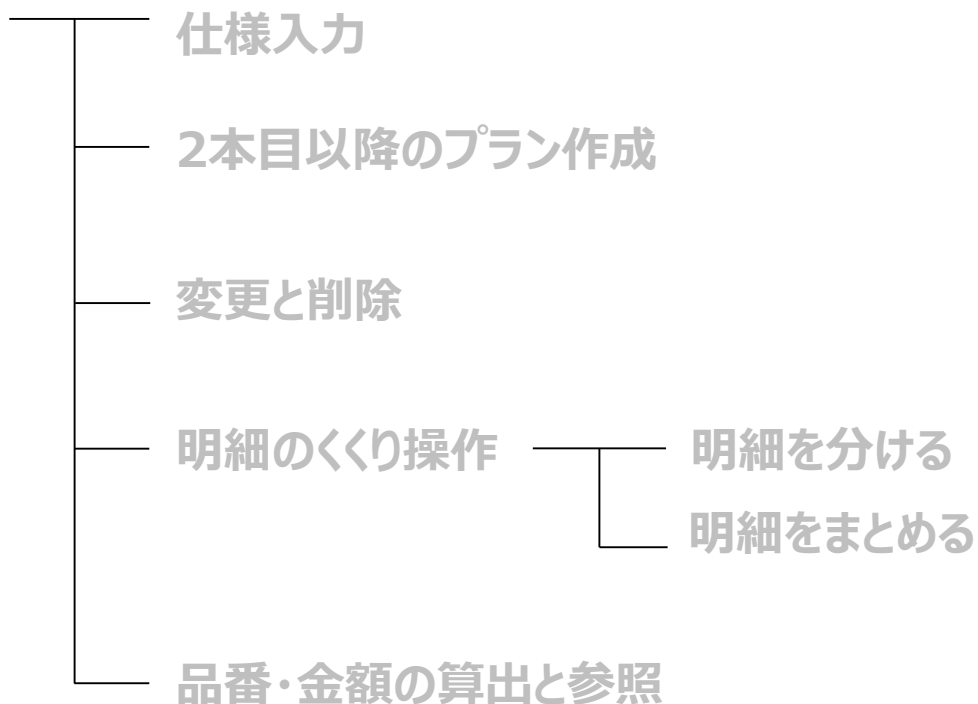 仕様入力
2本目以降のプラン作成
変更と削除
明細のくくり操作
明細を分ける
明細をまとめる
品番・金額の算出と参照